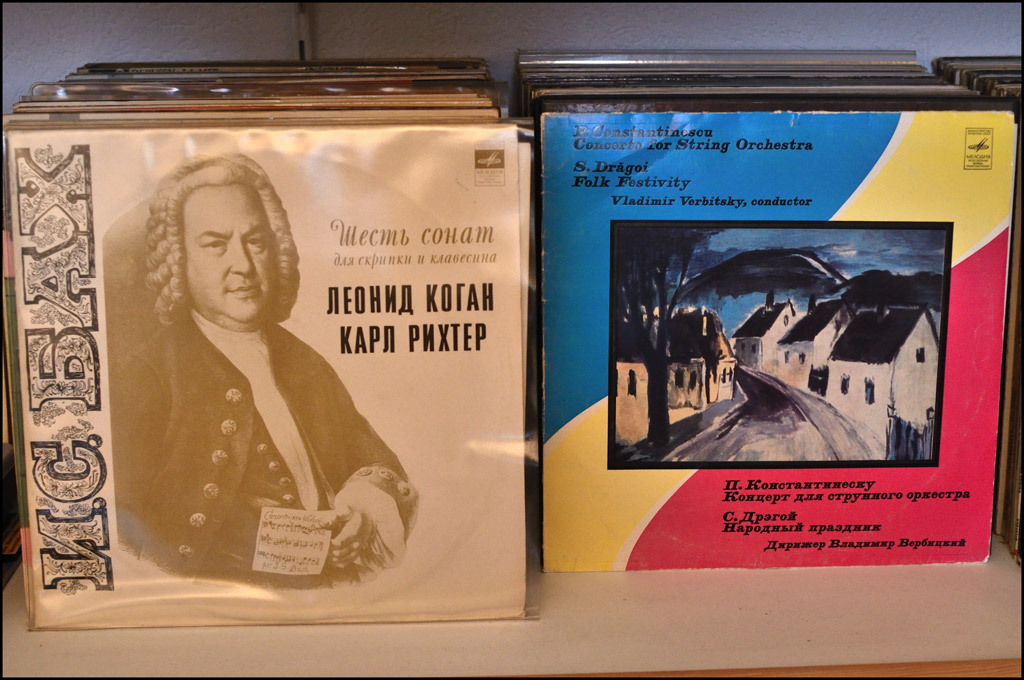 И.С. БАХ
Шесть сонат
для скрипки и клавесина
ЛЕОНИД КОГАН
КАРЛ РИХТЕР
P. Constantinescu
Concerto for String Orchestra
S. Drăgoi
Folk Festivity
Vladimir Verbitsky, conductor
МЕЛОДИЯ
П. Константинеску
Концерт для струнного оркестра
С. Дрэгой
Народный праздник
Дирижер Владимир Вербицкий